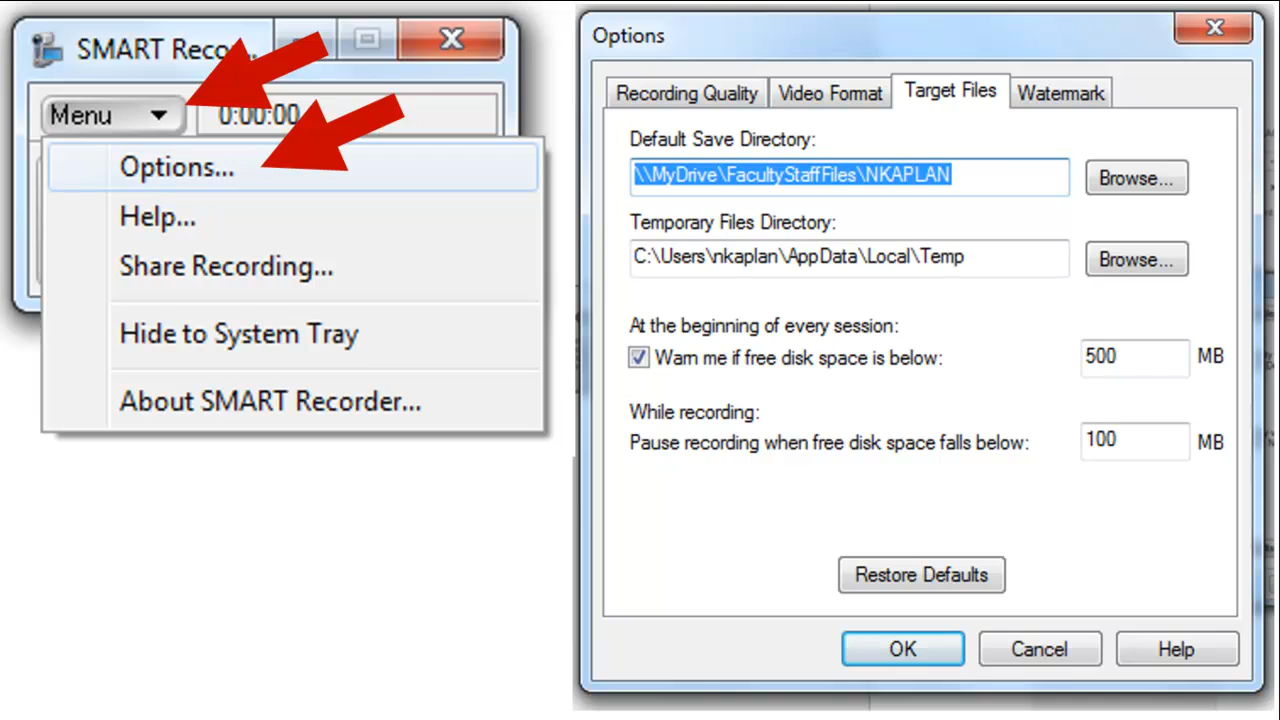 SMART Reco...
Menu
0:00:00
Options...
Help...
Share Recording...
Hide to System Tray
About SMART Recorder...
Options
Recording Quality
Video Format
Target Files
Watermark
Default Save Directory:
\\MyDrive\FacultyStaffFiles\NKAPLAN
Browse...
Temporary Files Directory:
C:\Users\nkaplan\AppData\Local\Temp
Browse...
At the beginning of every session:
Warn me if free disk space is below:
500
MB
While recording:
Pause recording when free disk space falls below:
100
MB
Restore Defaults
OK
Cancel
Help